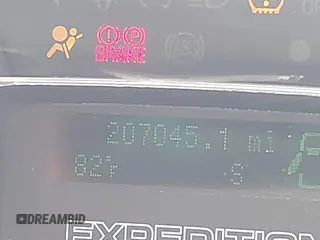 BRAKE
207045.1 mi
82°F
S
DREAMBID
EXPEDITION